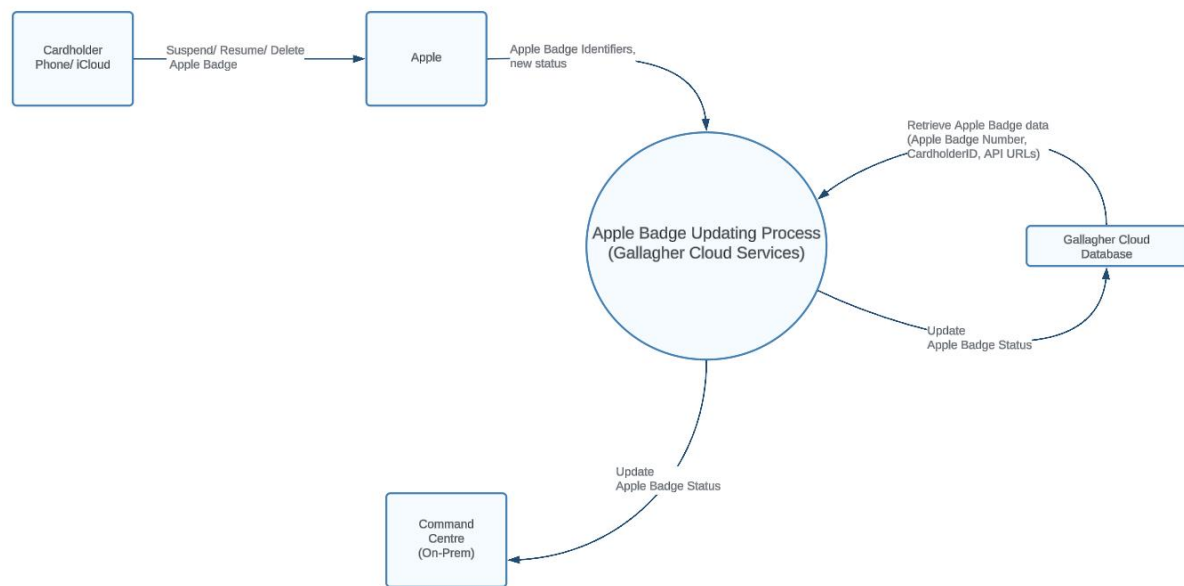 Cardholder
Phone/ iCloud
Suspend/ Resume/ Delete
Apple Badge
Apple
Apple Badge Identifiers,
new status
Retrieve Apple Badge data
(Apple Badge Number,
CardholderID, API URLs)
Apple Badge Updating Process
(Gallagher Cloud Services)
Gallagher Cloud
Database
Update
Apple Badge Status
Update
Apple Badge Status
Command
Centre
(On-Prem)